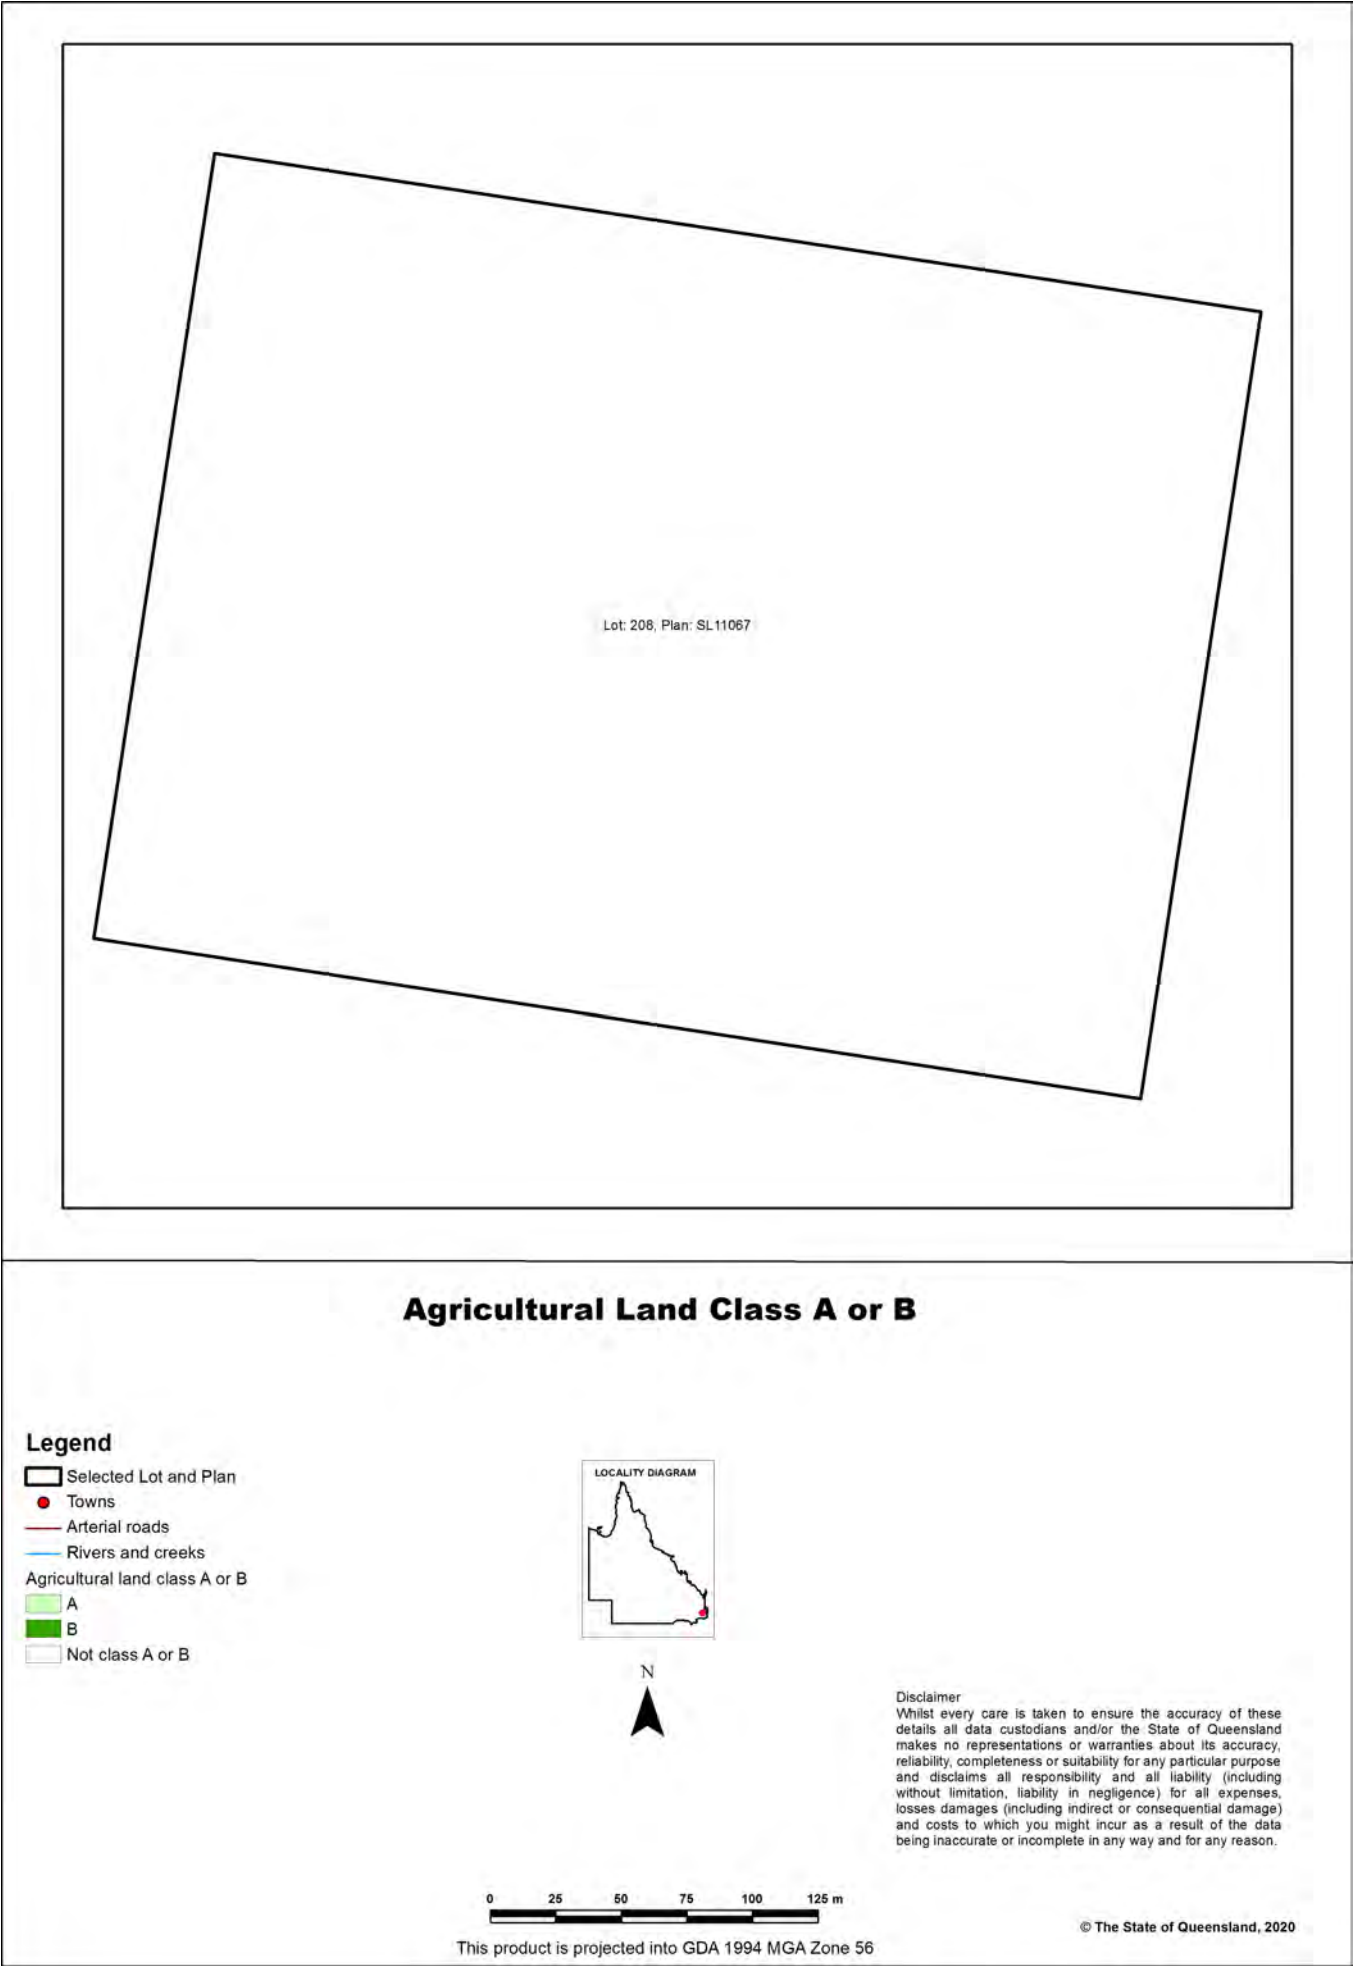 Lot: 208, Plan: SL11067
Agricultural Land Class A or B
Legend
Selected Lot and Plan
Towns
Arterial roads
Rivers and creeks
Agricultural land class A or B
A
B
Not class A or B
LOCALITY DIAGRAM
N
Disclaimer
Whilst every care is taken to ensure the accuracy of these
details all data custodians and/or the State of Queensland
makes no representations or warranties about its accuracy,
reliability, completeness or suitability for any particular purpose
and disclaims all responsibility and all liability (including
without limitation, liability in negligence) for all expenses,
losses damages (including indirect or consequential damage)
and costs to which you might incur as a result of the data
being inaccurate or incomplete in any way and for any reason.
0 25 50 75 100 125 m
This product is projected into GDA 1994 MGA Zone 56
© The State of Queensland, 2020